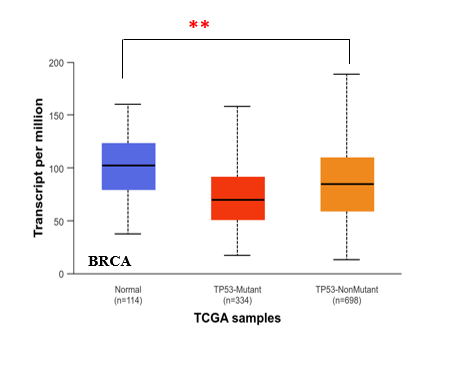 **
200
150
100
50
0
Transcript per million
BRCA
Normal
(n=114)
TP53-Mutant
(n=334)
TP53-NonMutant
(n=698)
TCGA samples